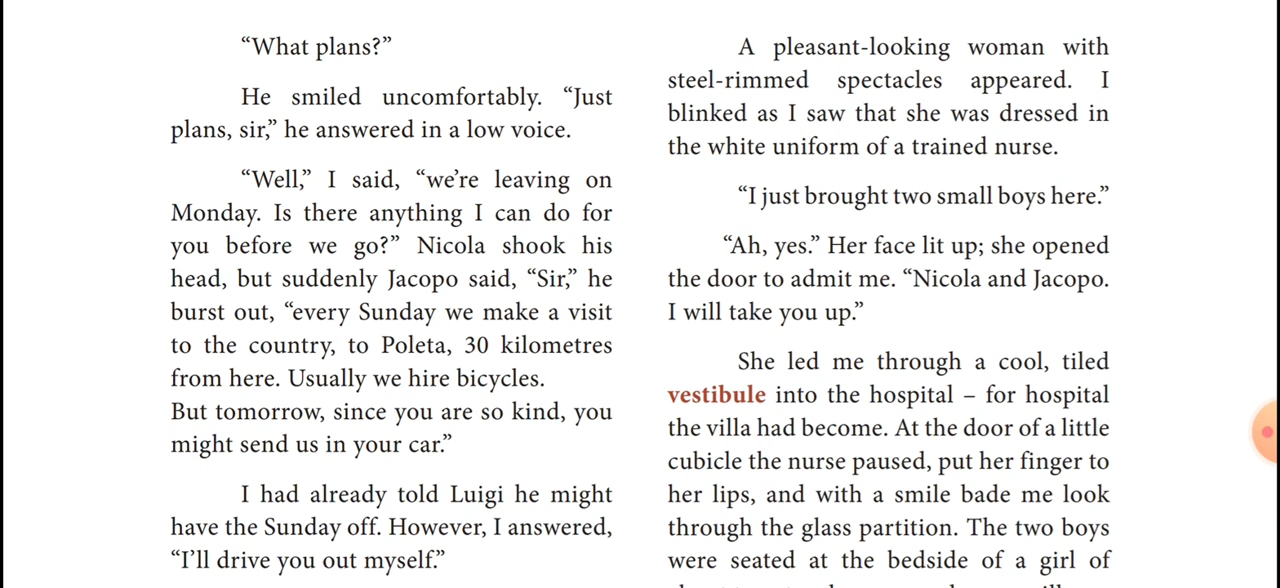 “What plans?”
He smiled uncomfortably. “Just
plans, sir,” he answered in a low voice.
“Well,” I said, “we’re leaving on
Monday. Is there anything I can do for
you before we go?” Nicola shook his
head, but suddenly Jacopo said, “Sir,” he
burst out, “every Sunday we make a visit
to the country, to Poleta, 30 kilometres
from here. Usually we hire bicycles.
But tomorrow, since you are so kind, you
might send us in your car.”
I had already told Luigi he might
have the Sunday off. However, I answered,
“I’ll drive you out myself.”
A pleasant-looking woman with
steel-rimmed spectacles appeared. I
blinked as I saw that she was dressed in
the white uniform of a trained nurse.
“I just brought two small boys here.”
“Ah, yes.” Her face lit up; she opened
the door to admit me. “Nicola and Jacopo.
I will take you up.”
She led me through a cool, tiled
vestibule into the hospital – for hospital
the villa had become. At the door of a little
cubicle the nurse paused, put her finger to
her lips, and with a smile bade me look
through the glass partition. The two boys
were seated at the bedside of a girl of